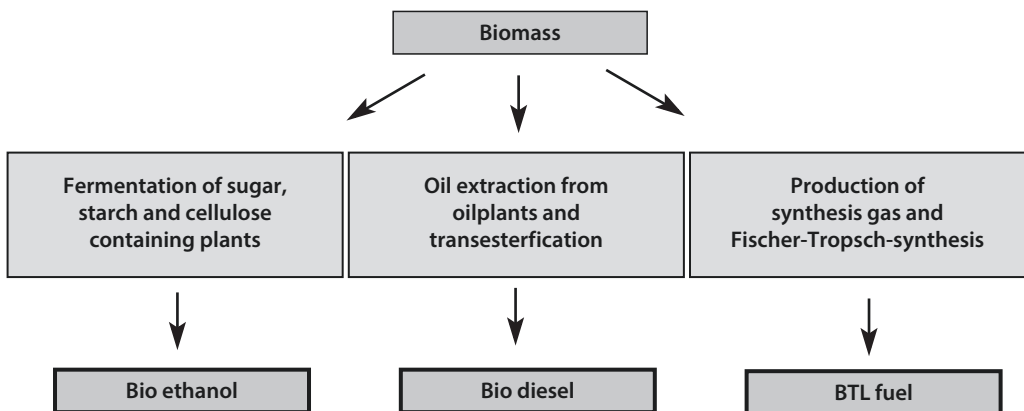 Biomass
Fermentation of sugar,
starch and cellulose
containing plants
Oil extraction from
oilplants and
transesterfication
Production of
synthesis gas and
Fischer-Tropsch-synthesis
Bio ethanol
Bio diesel
BTL fuel